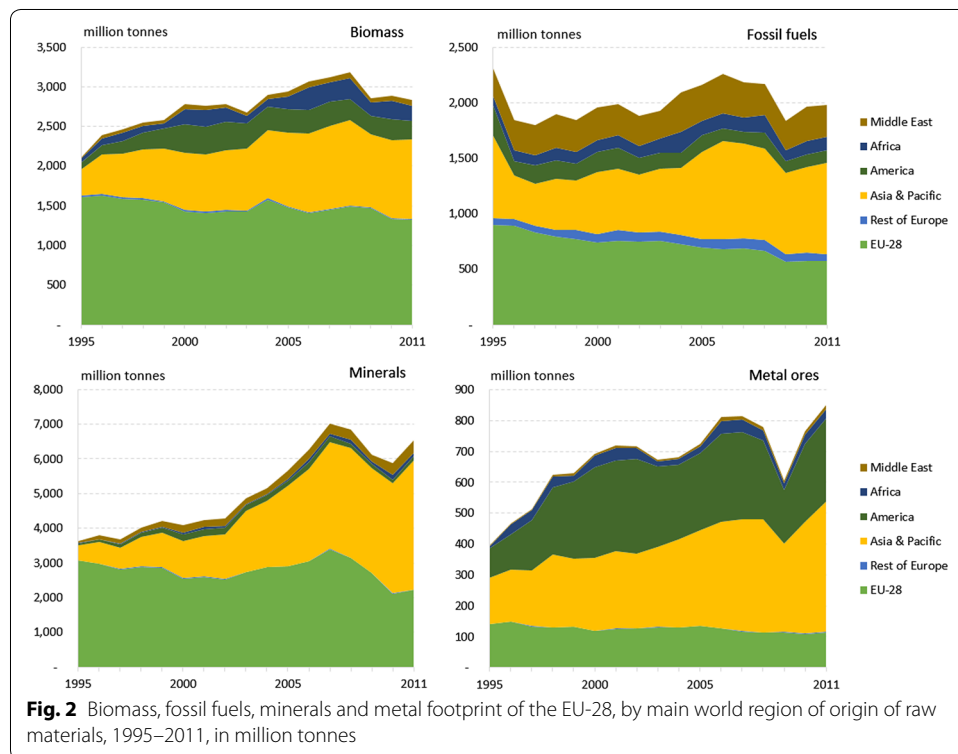 million tonnes Biomass
3,500
3,000
2,500
2,000
1,500
1,000
500
-
1995 2000 2005 2011
million tonnes Fossil fuels
2,500
2,000
1,500
1,000
500
-
1995 2000 2005 2011
Middle East
Africa
America
Asia & Pacific
Rest of Europe
EU-28
million tonnes Minerals
8,000
7,000
6,000
5,000
4,000
3,000
2,000
1,000
-
1995 2000 2005 2011
million tonnes Metal ores
900
800
700
600
500
400
300
200
100
-
1995 2000 2005 2011
Middle East
Africa
America
Asia & Pacific
Rest of Europe
EU-28
Fig. 2 Biomass, fossil fuels, minerals and metal footprint of the EU-28, by main world region of origin of raw
materials, 1995–2011, in million tonnes